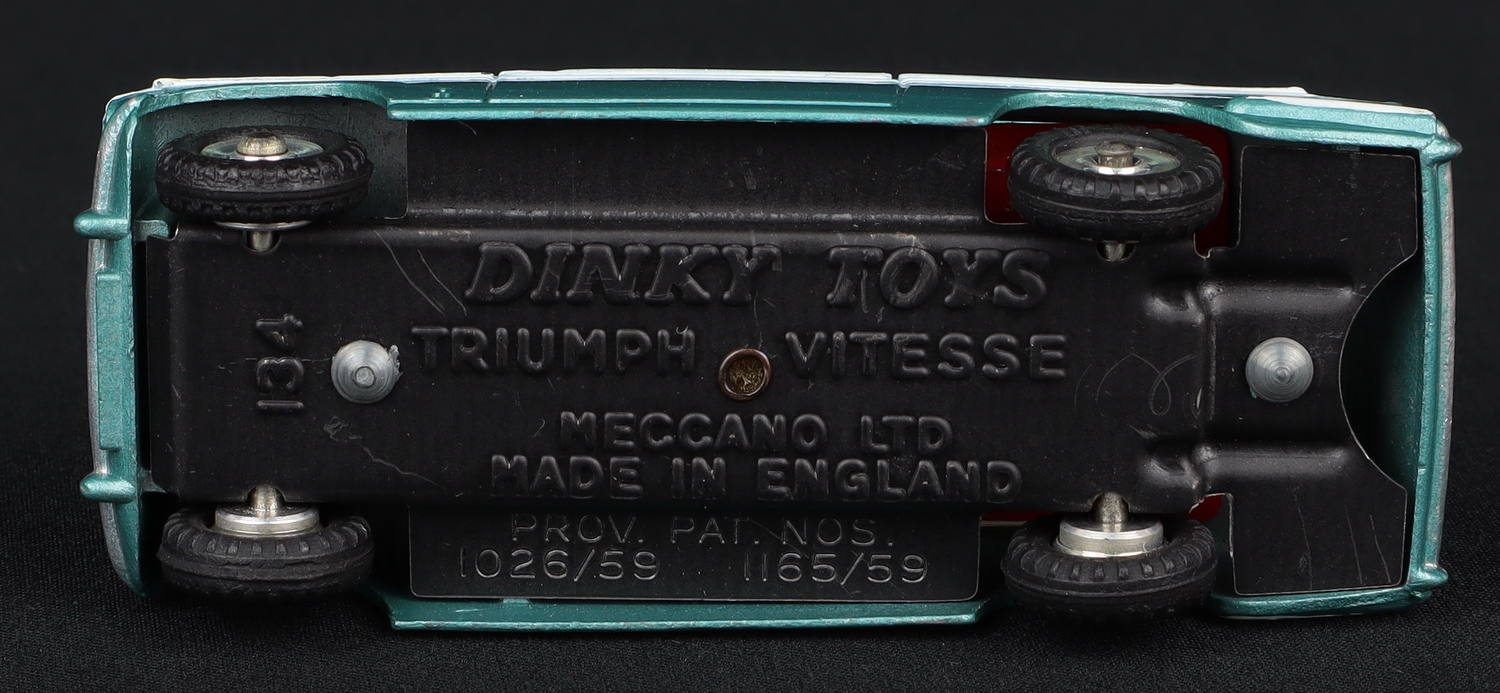 DINKY TOYS
TRIUMPH VITESSE
134
MECCANO LTD
MADE IN ENGLAND
PROV. PAT. NOS.
1026/59 1165/59